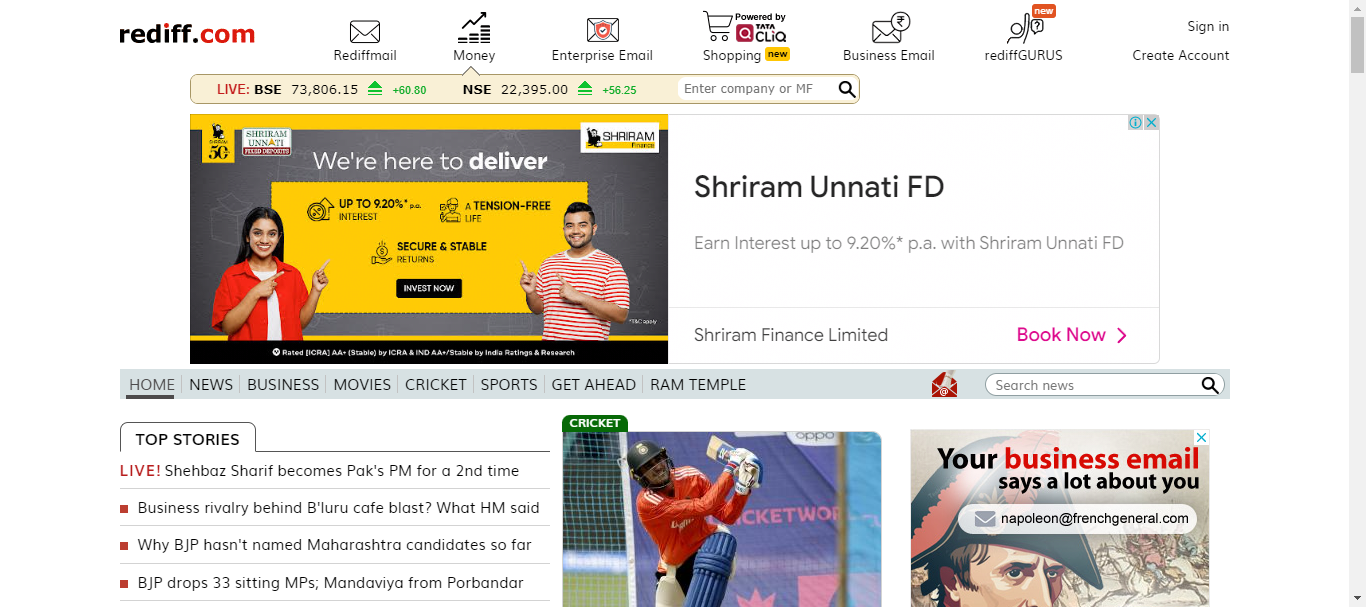 rediff.com
Rediffmail
Money
Enterprise Email
Powered by
TATA
CLiQ
Shopping new
Business Email
new
rediffGURUS
Sign in
Create Account
LIVE: BSE 73,806.15 +60.80 NSE 22,395.00 +56.25
Enter company or MF
SHRIRAM
50
SHRIRAM
UNNATI
FIXED DEPOSITS
SHRIRAM
Finance
We're here to deliver
UP TO 9.20%* p.a.
INTEREST
A TENSION-FREE
LIFE
SECURE & STABLE
RETURNS
INVEST NOW
*T&C apply
Rated [ICRA] AA+ (Stable) by ICRA & IND AA+/Stable by India Ratings & Research
Shriram Unnati FD
Earn Interest up to 9.20%* p.a. with Shriram Unnati FD
Shriram Finance Limited
Book Now
HOME NEWS BUSINESS MOVIES CRICKET SPORTS GET AHEAD RAM TEMPLE
Search news
TOP STORIES
LIVE! Shehbaz Sharif becomes Pak's PM for a 2nd time
Business rivalry behind B'luru cafe blast? What HM said
Why BJP hasn't named Maharashtra candidates so far
BJP drops 33 sitting MPs; Mandaviya from Porbandar
CRICKET
oppo
CKETWOR
Your business email
says a lot about you
napoleon@frenchgeneral.com